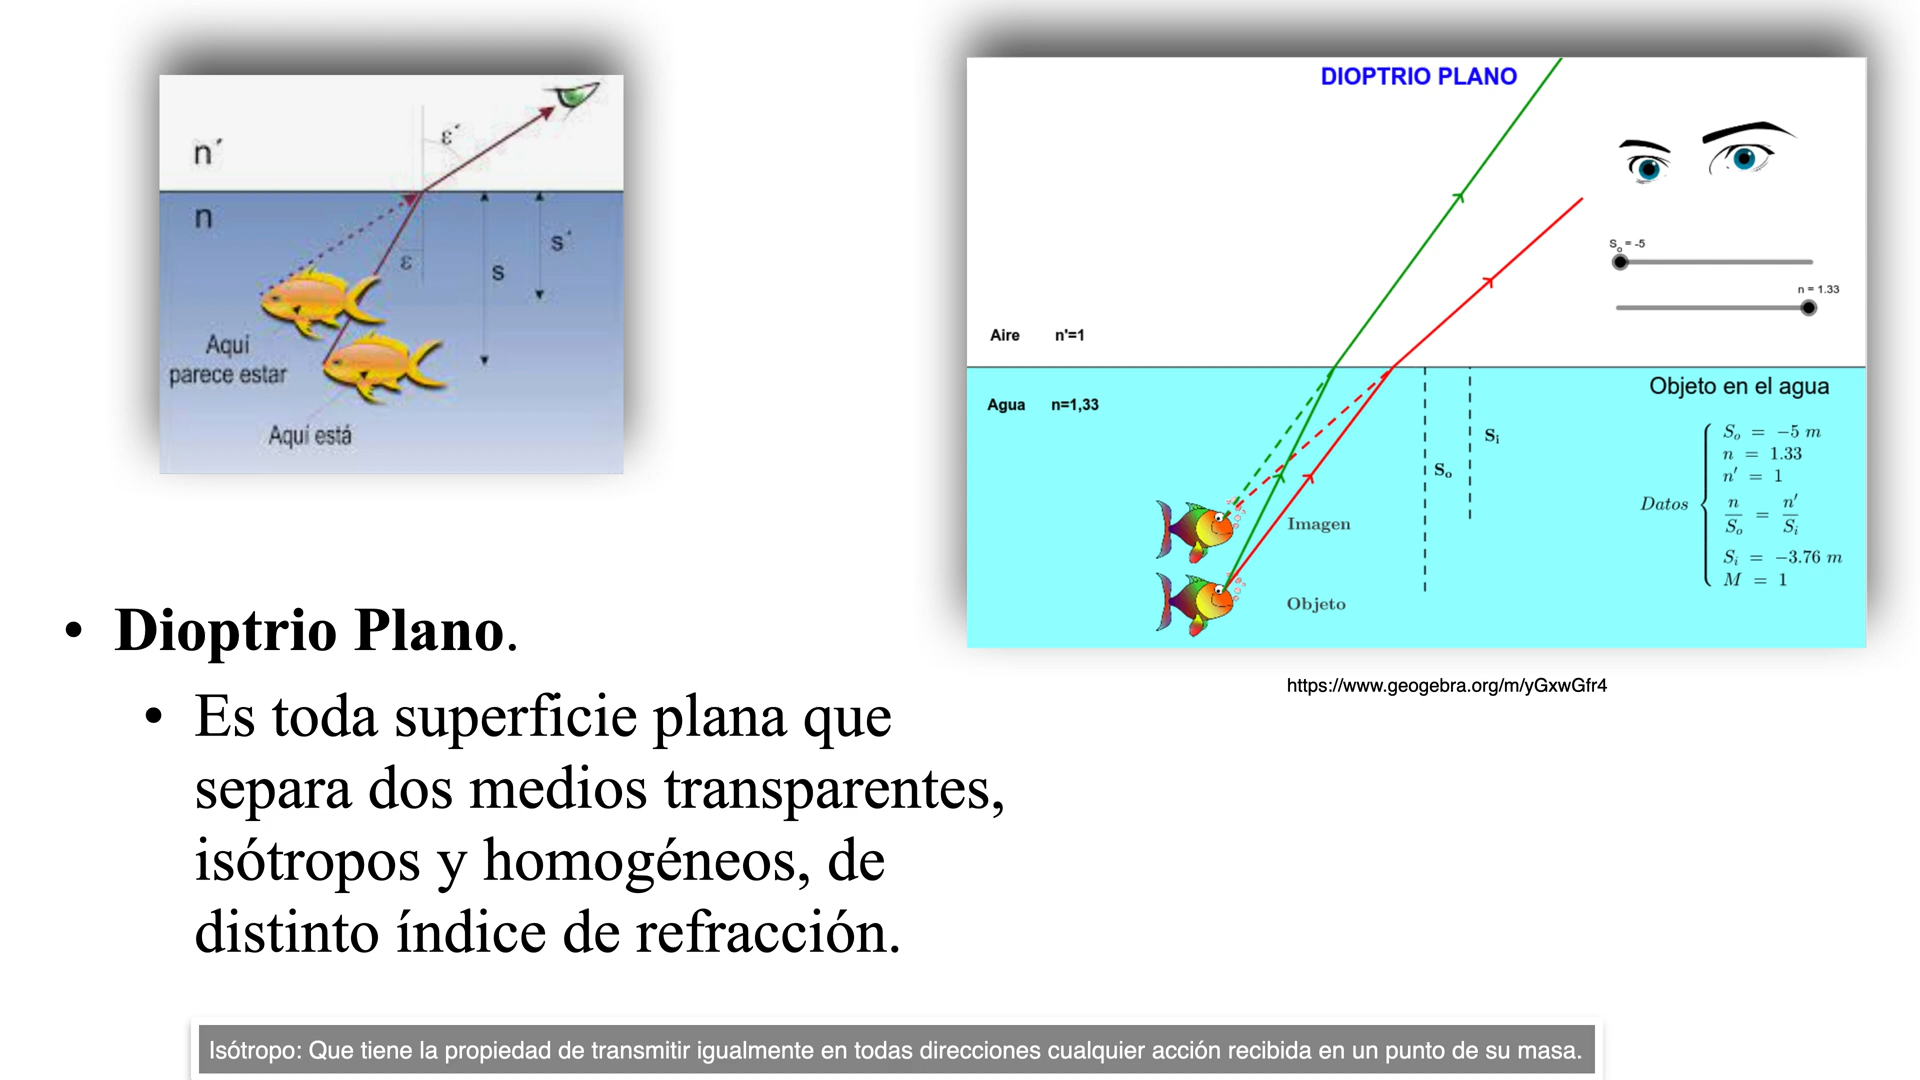 n´
ε´
n
ε
s
s´
Aquí
parece estar
Aquí está
DIOPTRIO PLANO
Sₒ = -5
n = 1.33
Aire n'=1
Agua n=1,33
Objeto en el agua
Sᵢ
Sₒ
Imagen
Objeto
Datos
Sₒ = −5 m
n = 1.33
n′ = 1
n/Sₒ = n′/Sᵢ
Sᵢ = −3.76 m
M = 1
https://www.geogebra.org/m/yGxwGfr4
• Dioptrio Plano.
• Es toda superficie plana que
separa dos medios transparentes,
isótropos y homogéneos, de
distinto índice de refracción.
Isótropo: Que tiene la propiedad de transmitir igualmente en todas direcciones cualquier acción recibida en un punto de su masa.